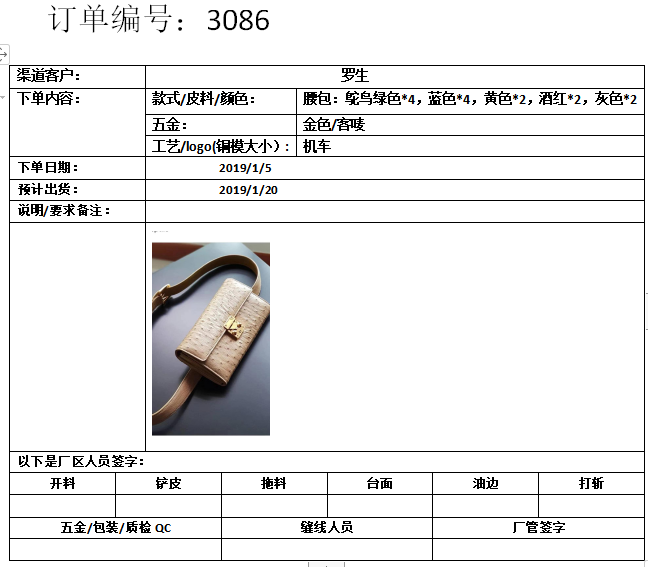 订单编号：3086
渠道客户：
罗生
下单内容：
款式/皮料/颜色：
腰包：鸵鸟绿色*4，蓝色*4，黄色*2，酒红*2，灰色*2
五金：
金色/客唛
工艺/logo(铜模大小）:
机车
下单日期：
2019/1/5
预计出货：
2019/1/20
说明/要求备注：
以下是厂区人员签字：
开料
铲皮
拖料
台面
油边
打斩
五金/包装/质检 QC
缝线人员
厂管签字